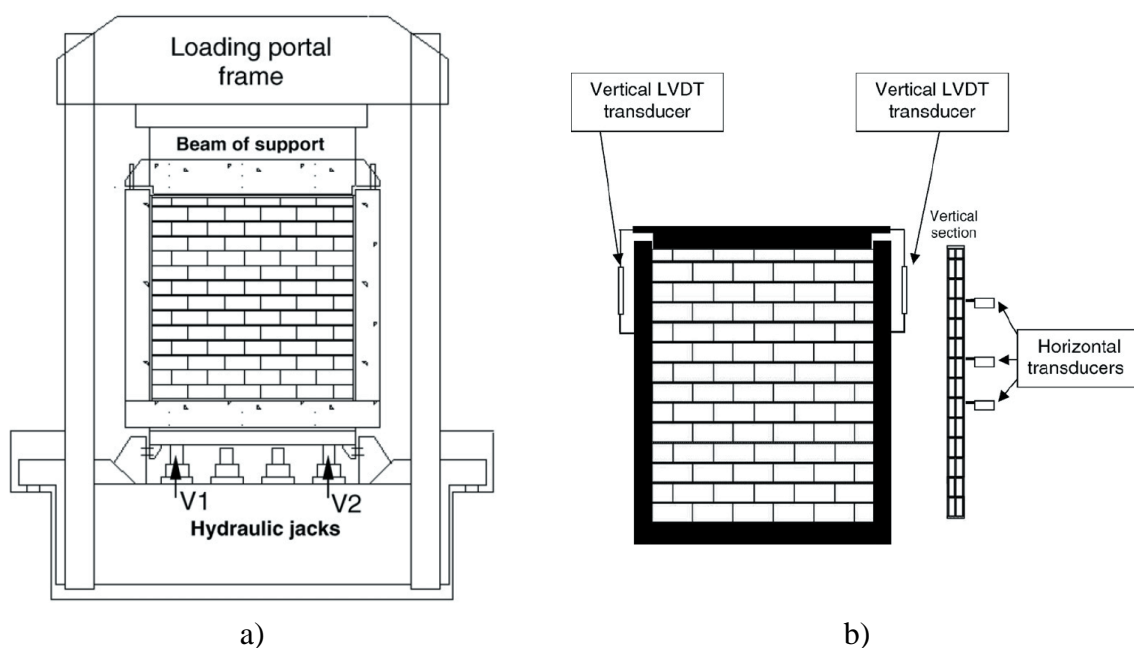 Loading portal
frame
Beam of support
V1
V2
Hydraulic jacks
a)
Vertical LVDT
transducer
Vertical LVDT
transducer
Vertical
section
Horizontal
transducers
b)